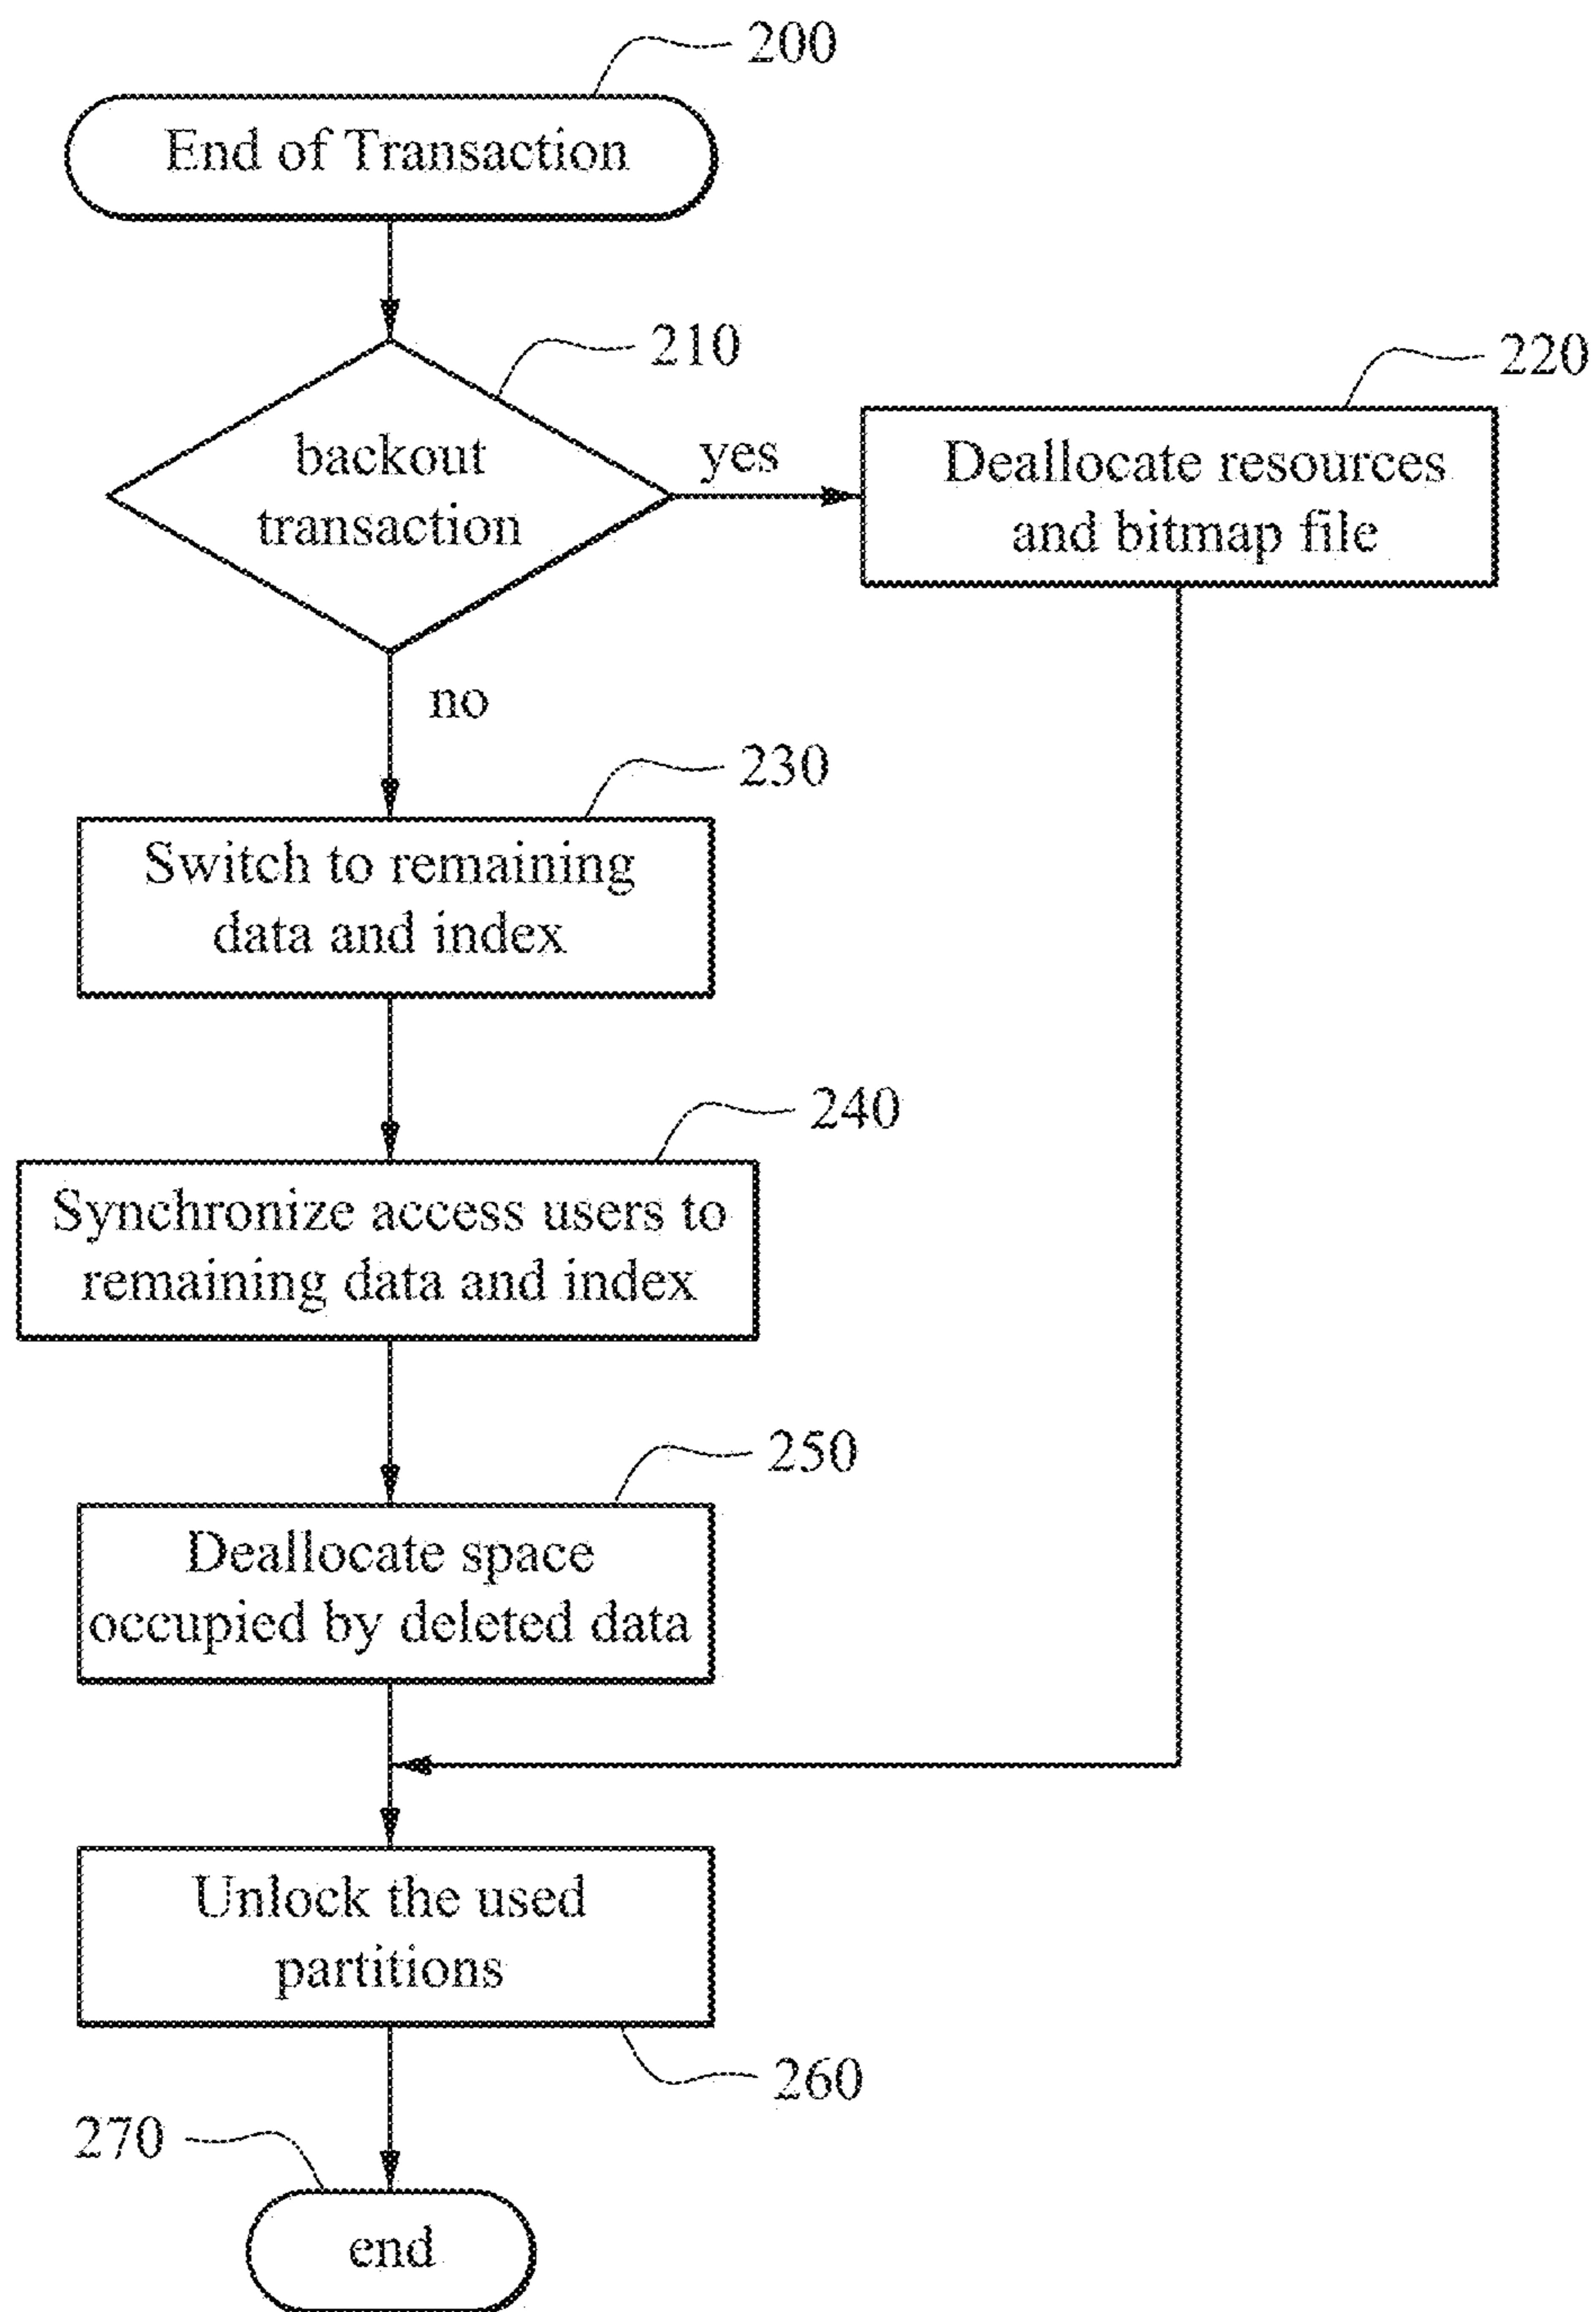 200
End of Transaction
210
backout
transaction
yes
220
Deallocate resources
and bitmap file
no
230
Switch to remaining
data and index
240
Synchronize access users to
remaining data and index
250
Deallocate space
occupied by deleted data
Unlock the used
partitions
260
270
end